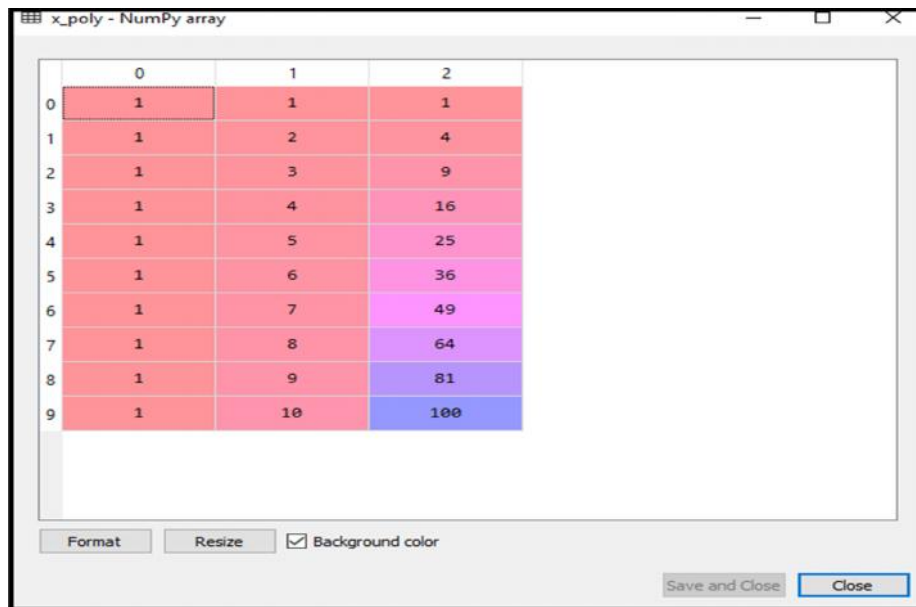 x_poly - NumPy array
0 1 2
0 1 1 1
1 1 2 4
2 1 3 9
3 1 4 16
4 1 5 25
5 1 6 36
6 1 7 49
7 1 8 64
8 1 9 81
9 1 10 100
Format Resize Background color
Save and Close Close